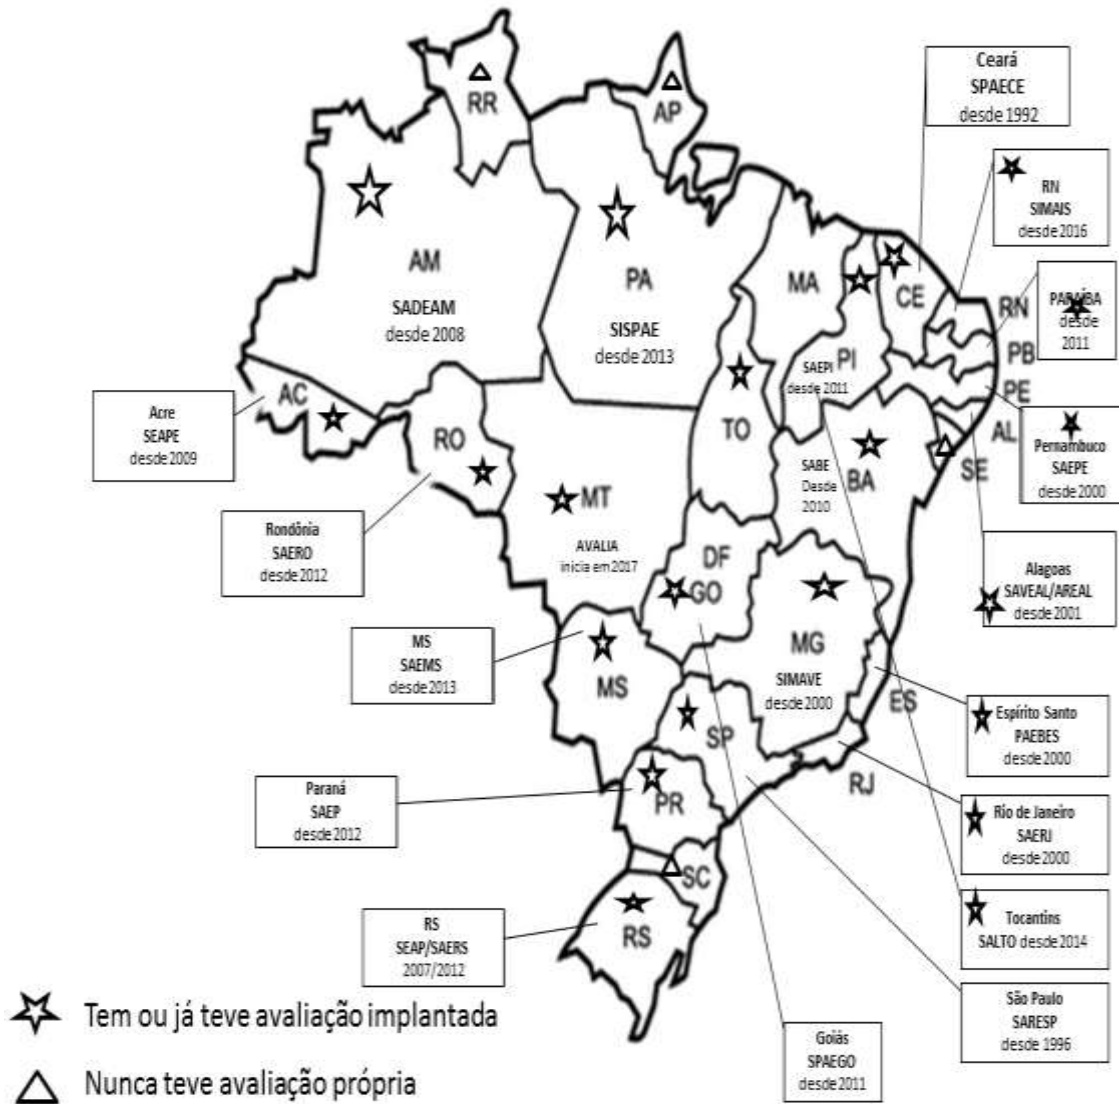 RR
AP
Ceará
SPAECE
desde 1992
RN
SIMAIS
desde 2016
AM
SADEAM
desde 2008
PA
SISPAE
desde 2013
MA
CE
RN
PARAÍBA
desde
2011
PB
PI
SAEPI
desde 2011
PE
AL
SE
Pernambuco
SAEPE
desde 2000
Acre
SEAPE
desde 2009
AC
RO
TO
SABE
Desde
2010
BA
MT
AVALIA
inicia em 2017
Rondônia
SAERO
desde 2012
DF
GO
Alagoas
SAVEAL/AREAL
desde 2001
MS
SAEMS
desde 2013
MS
MG
SIMAVE
desde 2000
ES
Espírito Santo
PAEBES
desde 2000
SP
RJ
Paraná
SAEP
desde 2012
PR
Rio de Janeiro
SAERJ
desde 2000
SC
RS
SEAP/SAERS
2007/2012
RS
Tocantins
SALTO desde 2014
São Paulo
SARESP
desde 1996
Goiás
SPAEGO
desde 2011
Tem ou já teve avaliação implantada
Nunca teve avaliação própria